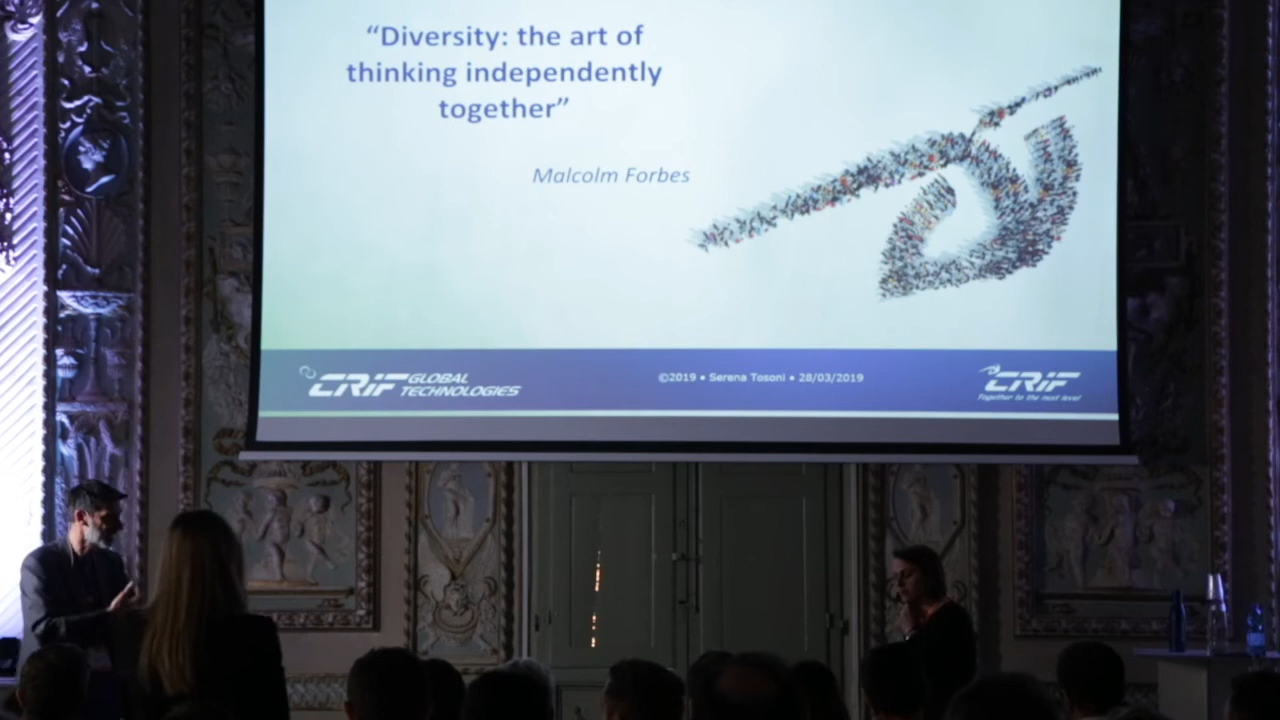 “Diversity: the art of
thinking independently
together”
Malcolm Forbes
CRIF GLOBAL
TECHNOLOGIES
©2019 • Serena Tosoni • 28/03/2019
CRIF
Together to the next level